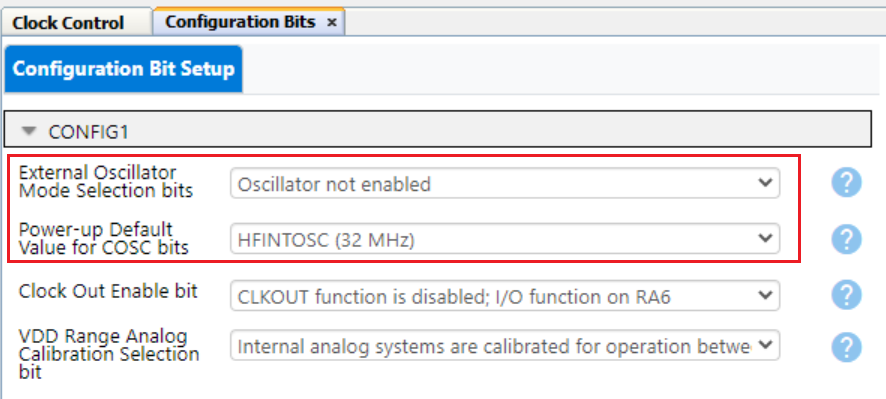 Clock Control
Configuration Bits ×
Configuration Bit Setup
CONFIG1
External Oscillator
Mode Selection bits
Oscillator not enabled
?
Power-up Default
Value for COSC bits
HFINTOSC (32 MHz)
?
Clock Out Enable bit
CLKOUT function is disabled; I/O function on RA6
?
VDD Range Analog
Calibration Selection
bit
Internal analog systems are calibrated for operation betwe
?